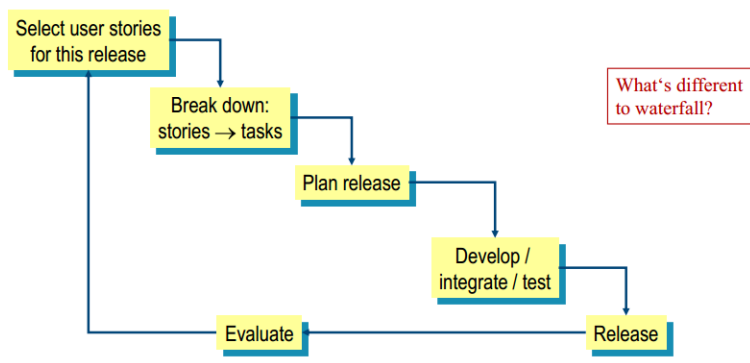 Select user stories
for this release
What‘s different
to waterfall?
Break down:
stories → tasks
Plan release
Develop /
integrate / test
Evaluate
Release